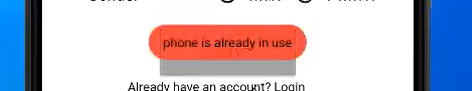 phone is already in use
Already have an account? Login